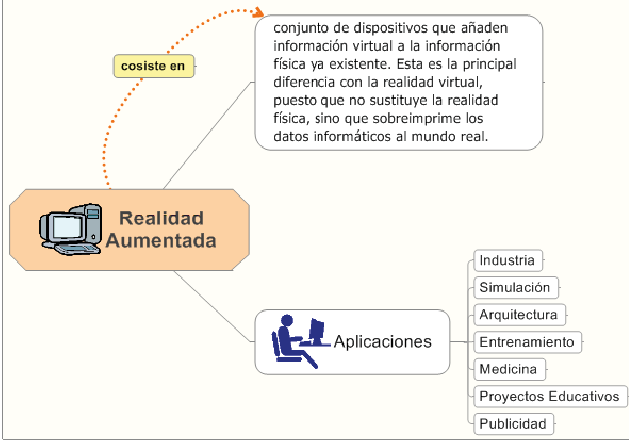 conjunto de dispositivos que añaden
información virtual a la información
física ya existente. Esta es la principal
diferencia con la realidad virtual,
puesto que no sustituye la realidad
física, sino que sobreimprime los
datos informáticos al mundo real.
cosiste en
Realidad
Aumentada
Aplicaciones
Industria
Simulación
Arquitectura
Entrenamiento
Medicina
Proyectos Educativos
Publicidad